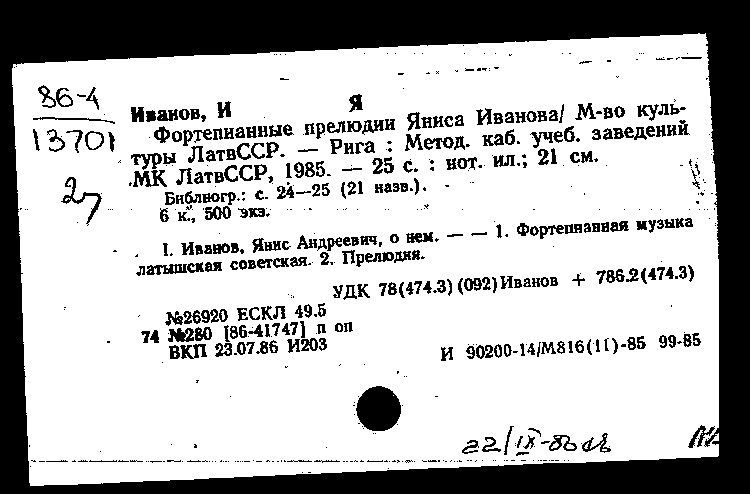 86-4
13701
Иванов, И Я
Фортепианные прелюдии Яниса Иванова/ М-во куль-
туры ЛатвССР. — Рига : Метод. каб. учеб. заведений
МК ЛатвССР, 1985. — 25 с. : нот. ил.; 21 см.
Библиогр.: с. 24—25 (21 назв.).
6 к., 500 экз.
I. Иванов, Янис Андреевич, о нем. — — 1. Фортепианная музыка
латышская советская. 2. Прелюдия.
УДК 78(474.3)(092)Иванов + 786.2(474.3)
№26920 ЕСКЛ 49.5
74 №280 [86-41747] п оп
ВКП 23.07.86 И203
И 90200-14/М816(11)-85 99-85
22/IX-86